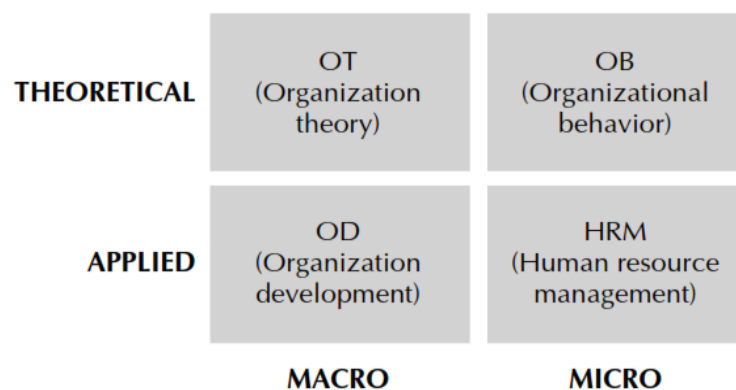 OT
(Organization
theory)
OB
(Organizational
behavior)
THEORETICAL
OD
(Organization
development)
HRM
(Human resource
management)
APPLIED
MACRO
MICRO